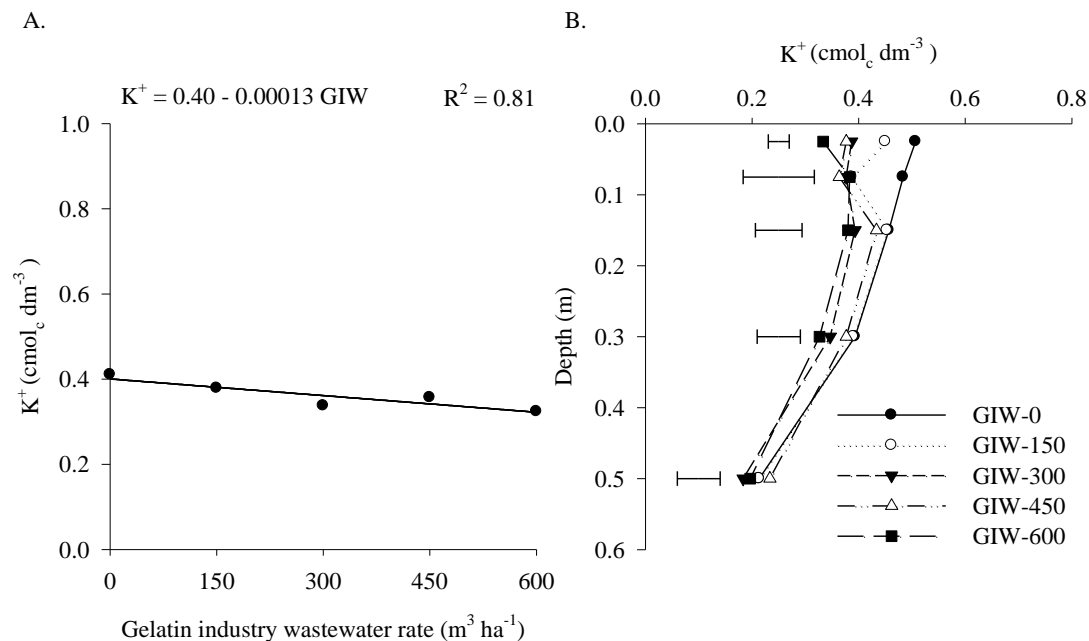 A.
K⁺ = 0.40 - 0.00013 GIW
R² = 0.81
K⁺ (cmol_c dm⁻³)
1.0
0.8
0.6
0.4
0.2
0.0
0
150
300
450
600
Gelatin industry wastewater rate (m³ ha⁻¹)
B.
K⁺ (cmol_c dm⁻³)
0.0
0.2
0.4
0.6
0.8
Depth (m)
0.0
0.1
0.2
0.3
0.4
0.5
0.6
GIW-0
GIW-150
GIW-300
GIW-450
GIW-600